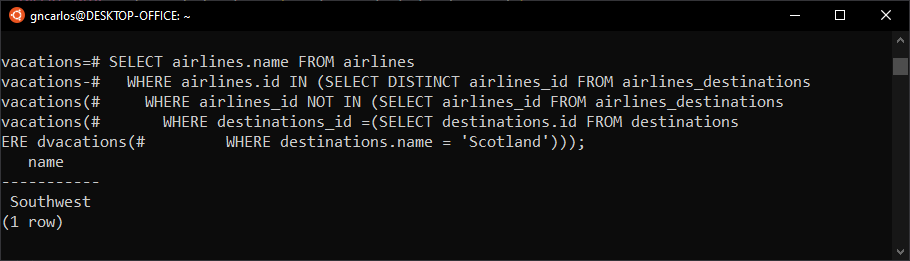 gncarlos@DESKTOP-OFFICE: ~
vacations=# SELECT airlines.name FROM airlines
vacations-#   WHERE airlines.id IN (SELECT DISTINCT airlines_id FROM airlines_destinations
vacations(#     WHERE airlines_id NOT IN (SELECT airlines_id FROM airlines_destinations
vacations(#       WHERE destinations_id =(SELECT destinations.id FROM destinations
ERE dvacations(#         WHERE destinations.name = 'Scotland')));
   name
-----------
 Southwest
(1 row)